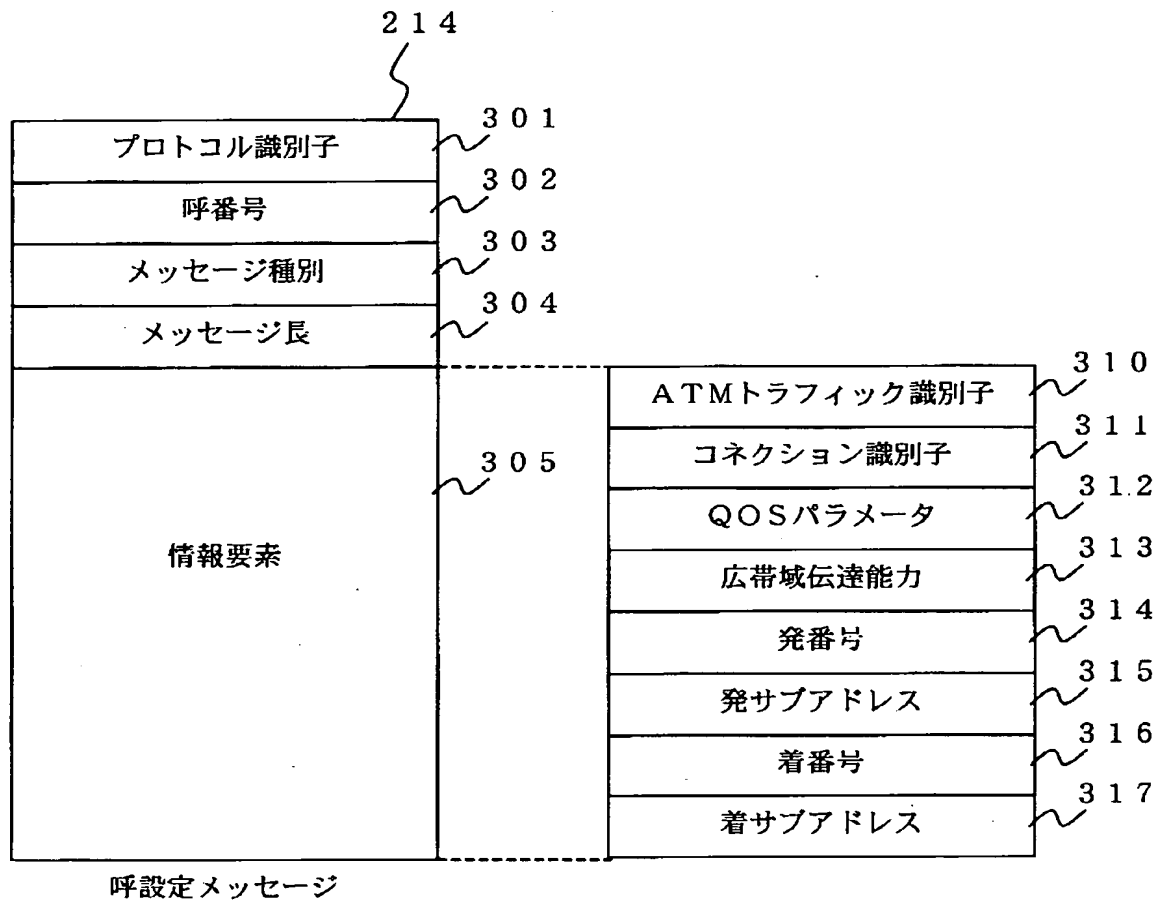 ２１４
プロトコル識別子
３０１
呼番号
３０２
メッセージ種別
３０３
メッセージ長
３０４
情報要素
３０５
ＡＴＭトラフィック識別子
３１０
コネクション識別子
３１１
ＱＯＳパラメータ
３１２
広帯域伝達能力
３１３
発番号
３１４
発サブアドレス
３１５
着番号
３１６
着サブアドレス
３１７
呼設定メッセージ